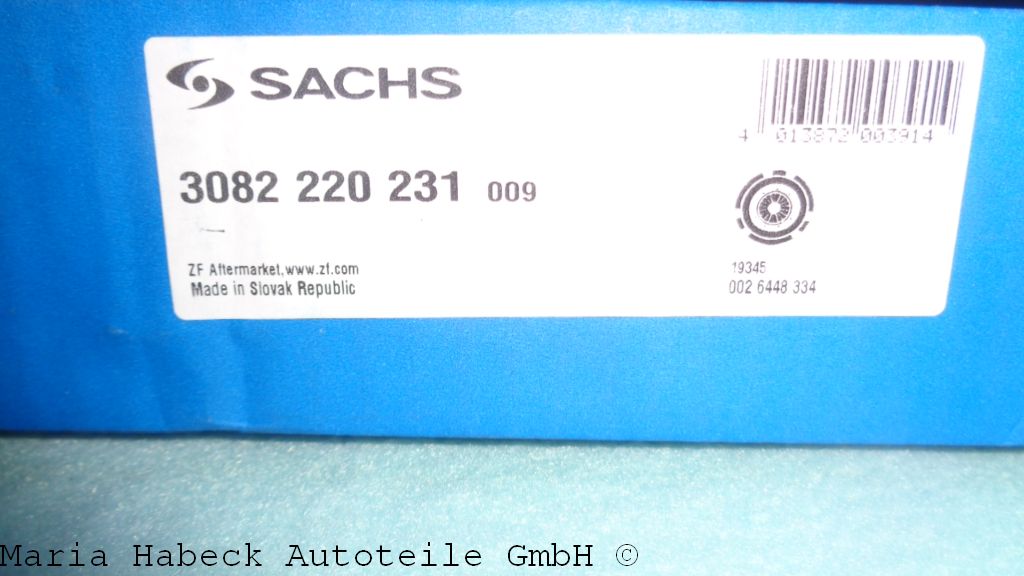 SACHS
4 013872 003914
3082 220 231 009
ZF Aftermarket, www.zf.com
Made in Slovak Republic
19345
002 6448 334
Maria Habeck Autoteile GmbH ©